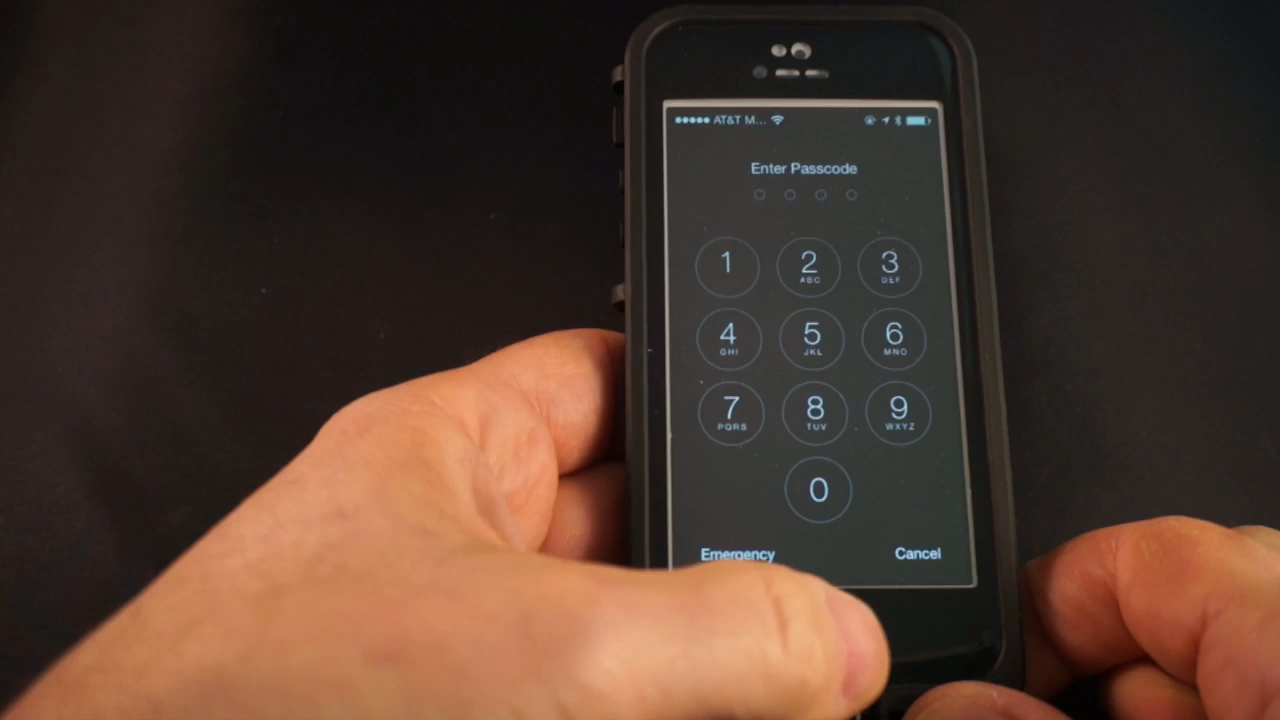 AT&T M...
Enter Passcode
1 2 3
ABC DEF
4 5 6
GHI JKL MNO
7 8 9
PQRS TUV WXYZ
0
Emergency Cancel